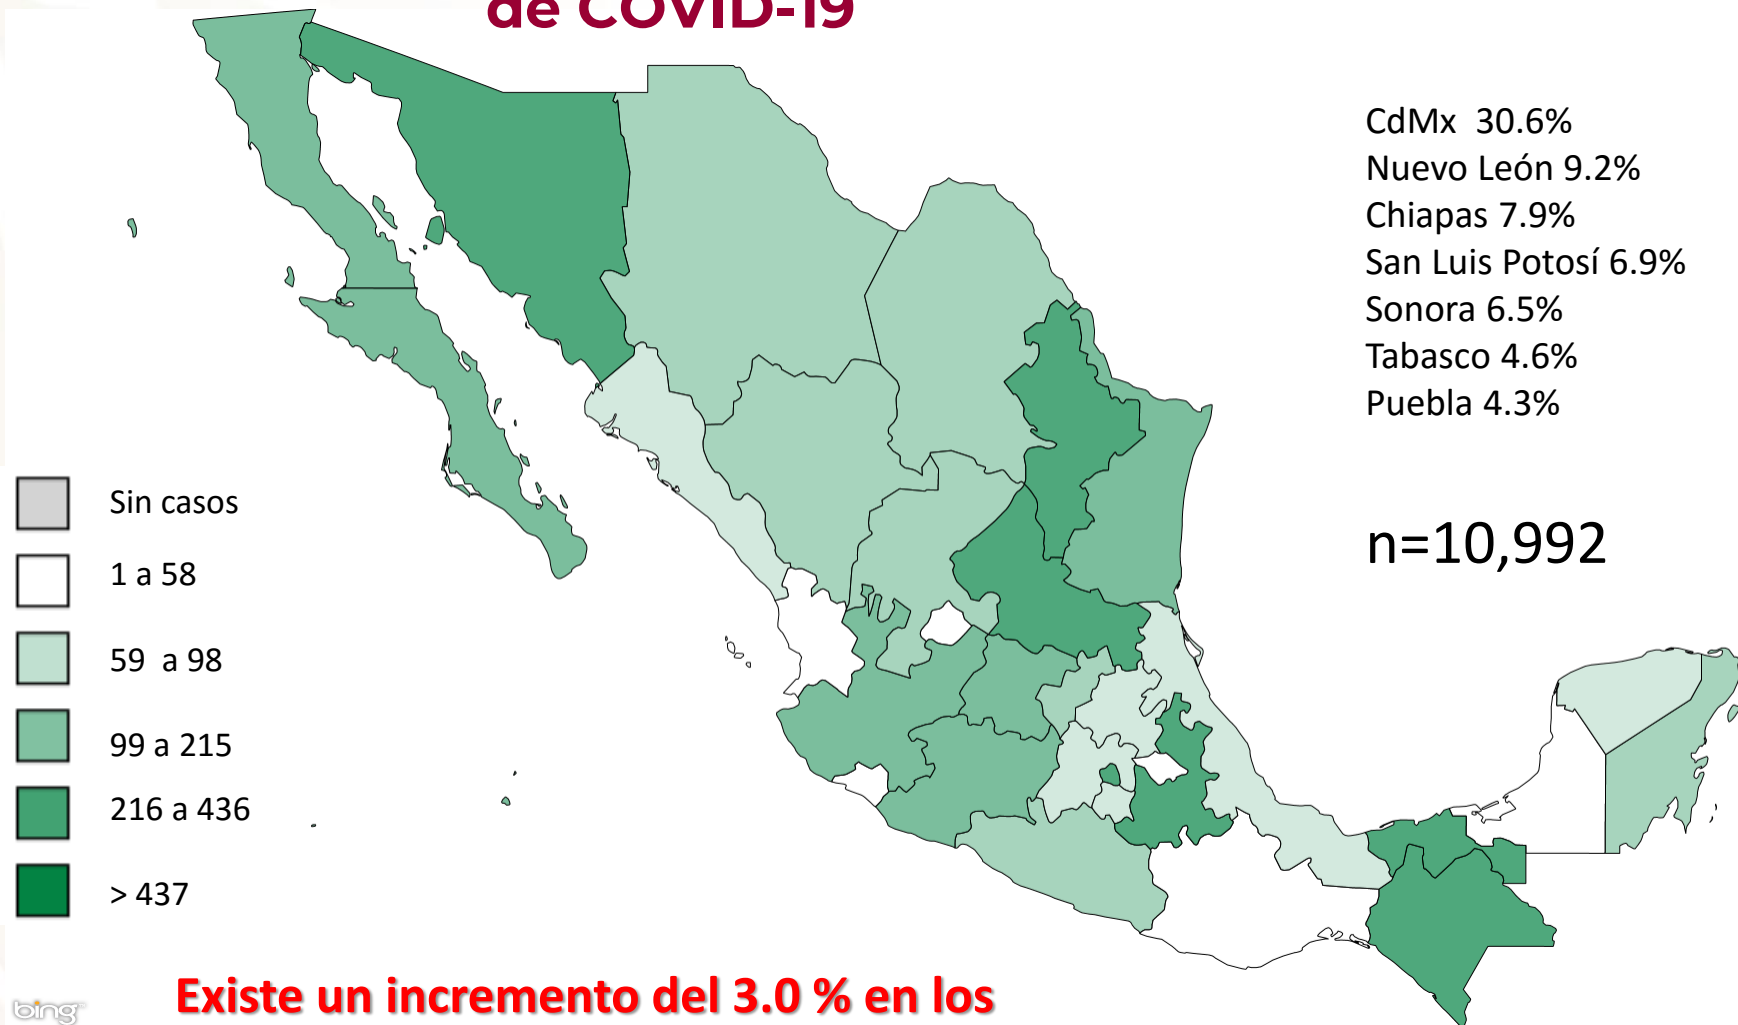 de COVID-19
CdMx 30.6%
Nuevo León 9.2%
Chiapas 7.9%
San Luis Potosí 6.9%
Sonora 6.5%
Tabasco 4.6%
Puebla 4.3%
n=10,992
Sin casos
1 a 58
59 a 98
99 a 215
216 a 436
> 437
Existe un incremento del 3.0 % en los
bing